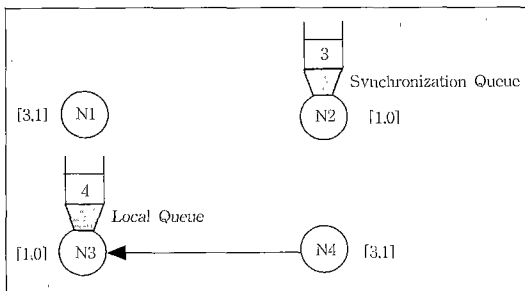 3
Synchronization Queue
[3,1] N1
N2 [1,0]
4
Local Queue
[1,0] N3
N4 [3,1]